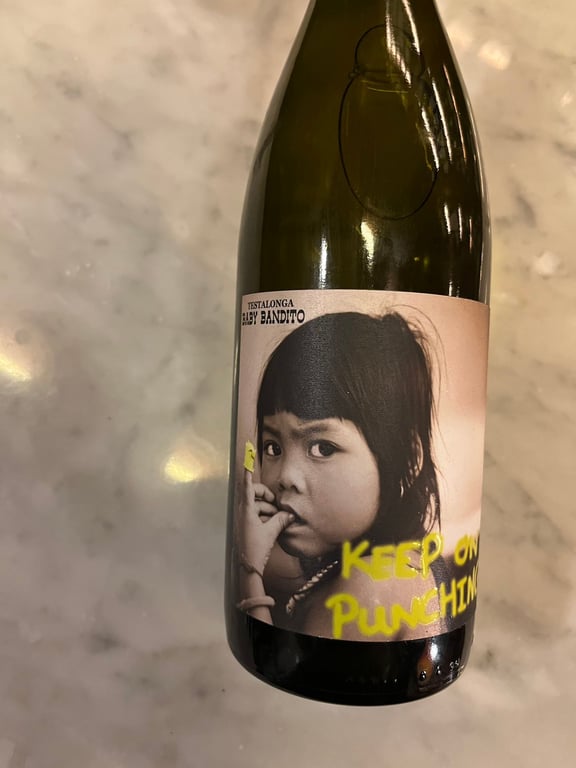 TESTALONGA
BABY BANDITO
KEEP ON
PUNCHING